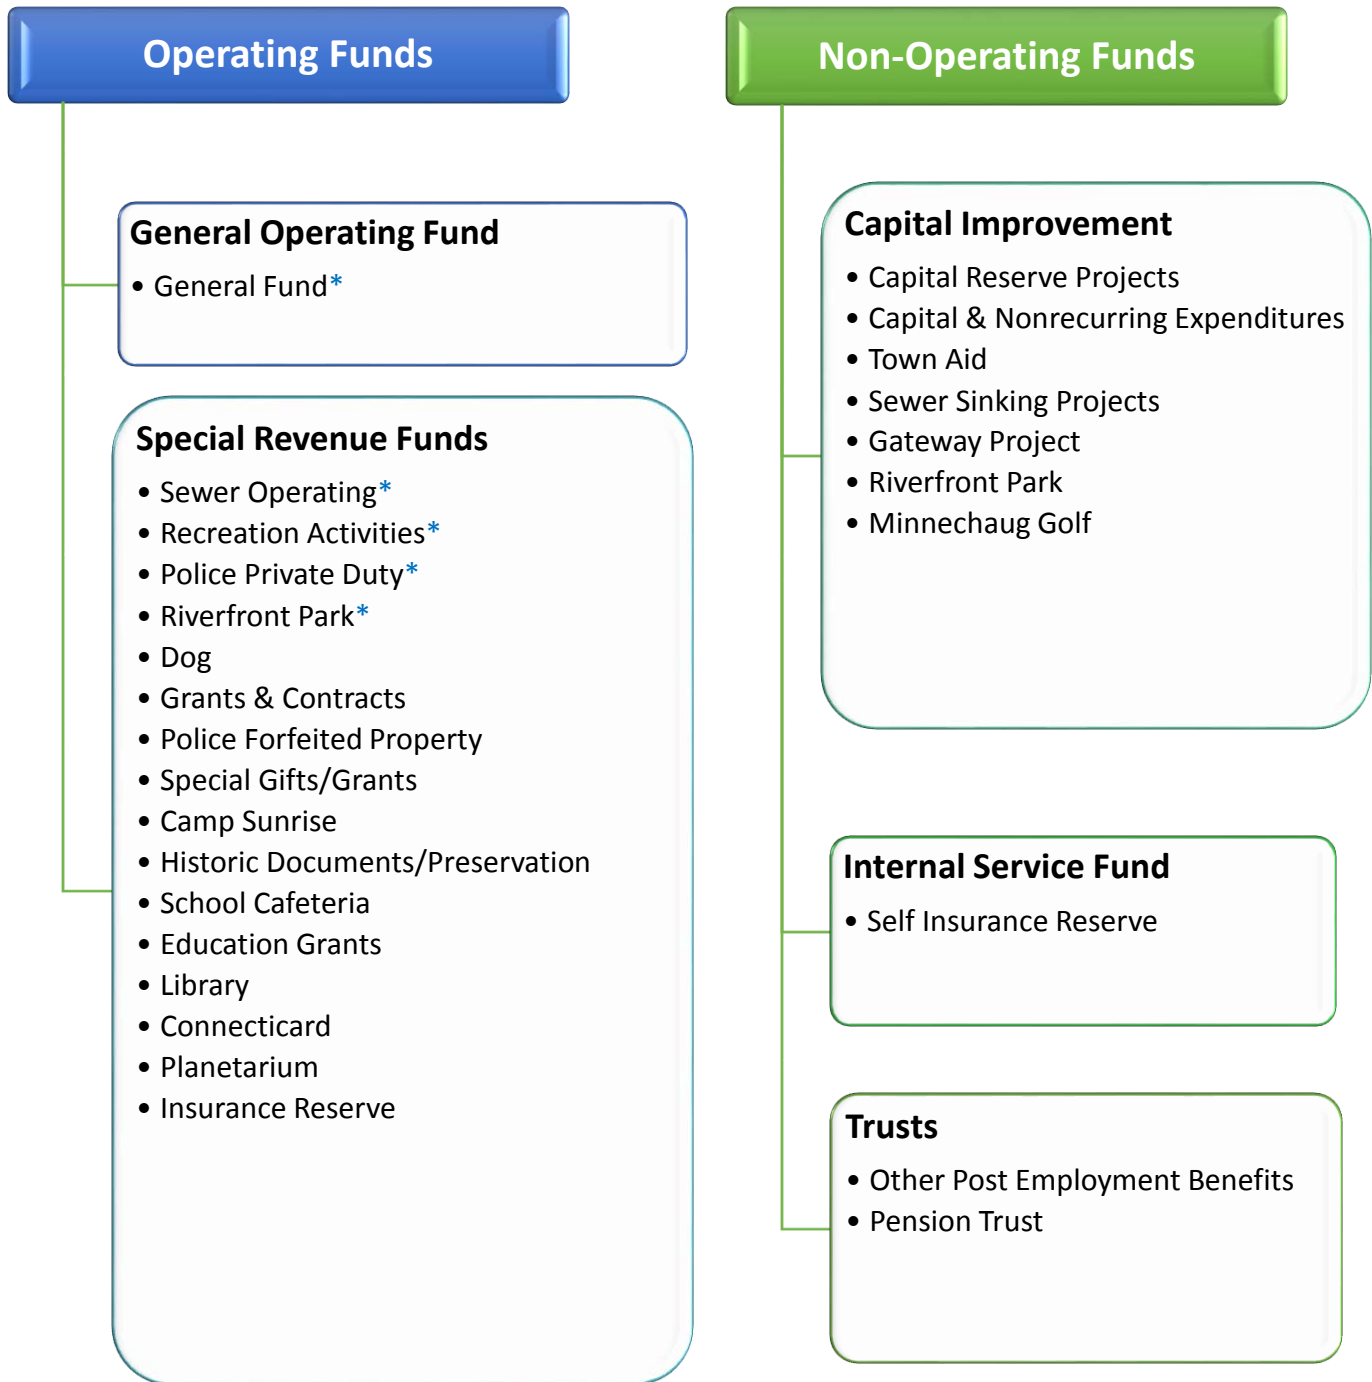 Operating Funds
General Operating Fund
• General Fund*
Special Revenue Funds
• Sewer Operating*
• Recreation Activities*
• Police Private Duty*
• Riverfront Park*
• Dog
• Grants & Contracts
• Police Forfeited Property
• Special Gifts/Grants
• Camp Sunrise
• Historic Documents/Preservation
• School Cafeteria
• Education Grants
• Library
• Connecticard
• Planetarium
• Insurance Reserve
Non-Operating Funds
Capital Improvement
• Capital Reserve Projects
• Capital & Nonrecurring Expenditures
• Town Aid
• Sewer Sinking Projects
• Gateway Project
• Riverfront Park
• Minnechaug Golf
Internal Service Fund
• Self Insurance Reserve
Trusts
• Other Post Employment Benefits
• Pension Trust